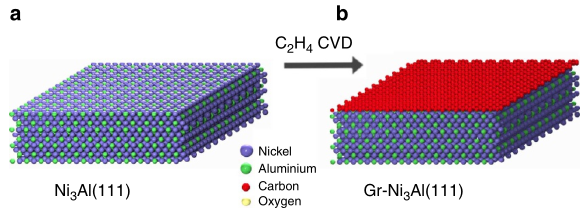 a
b
C₂H₄ CVD
Nickel
Aluminium
Carbon
Oxygen
Ni₃Al(111)
Gr-Ni₃Al(111)